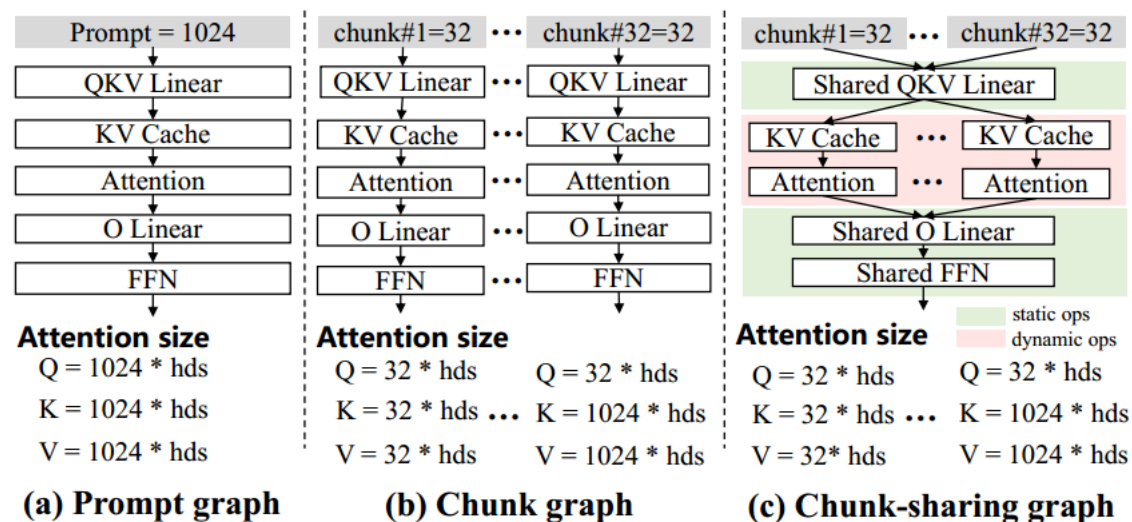 Prompt = 1024
QKV Linear
KV Cache
Attention
O Linear
FFN
Attention size
Q = 1024 * hds
K = 1024 * hds
V = 1024 * hds
(a) Prompt graph
chunk#1=32 ••• chunk#32=32
QKV Linear ••• QKV Linear
KV Cache ••• KV Cache
Attention ••• Attention
O Linear ••• O Linear
FFN ••• FFN
Attention size
Q = 32 * hds Q = 32 * hds
K = 32 * hds ••• K = 1024 * hds
V = 32 * hds V = 1024 * hds
(b) Chunk graph
chunk#1=32 ••• chunk#32=32
Shared QKV Linear
KV Cache ••• KV Cache
Attention ••• Attention
Shared O Linear
Shared FFN
static ops
dynamic ops
Attention size
Q = 32 * hds Q = 32 * hds
K = 32 * hds ••• K = 1024 * hds
V = 32* hds V = 1024 * hds
(c) Chunk-sharing graph